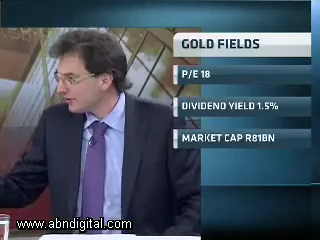 GOLD FIELDS
P/E 18
DIVIDEND YIELD 1.5%
MARKET CAP R81BN
www.abndigital.com